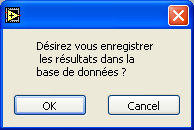 Désirez vous enregistrer
les résultats dans la
base de données ?
OK
Cancel